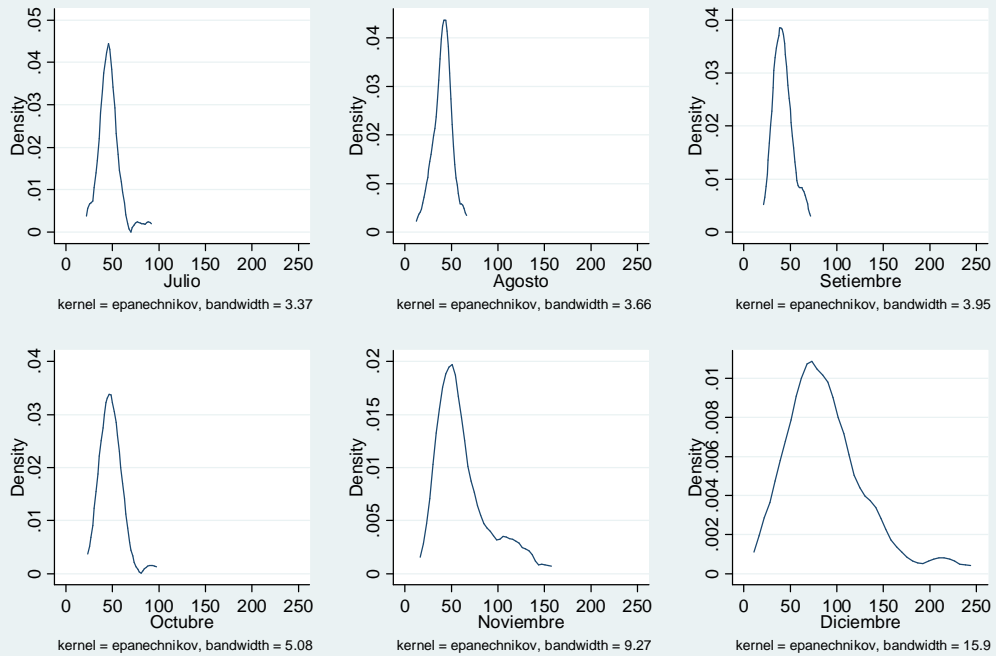 Density
0 .01 .02 .03 .04 .05
0 50 100 150 200 250
Julio
kernel = epanechnikov, bandwidth = 3.37
Density
0 .01 .02 .03 .04
0 50 100 150 200 250
Agosto
kernel = epanechnikov, bandwidth = 3.66
Density
0 .01 .02 .03 .04
0 50 100 150 200 250
Setiembre
kernel = epanechnikov, bandwidth = 3.95
Density
0 .01 .02 .03 .04
0 50 100 150 200 250
Octubre
kernel = epanechnikov, bandwidth = 5.08
Density
0 .005 .01 .015 .02
0 50 100 150 200 250
Noviembre
kernel = epanechnikov, bandwidth = 9.27
Density
0 .002 .004 .006 .008 .01
0 50 100 150 200 250
Diciembre
kernel = epanechnikov, bandwidth = 15.9